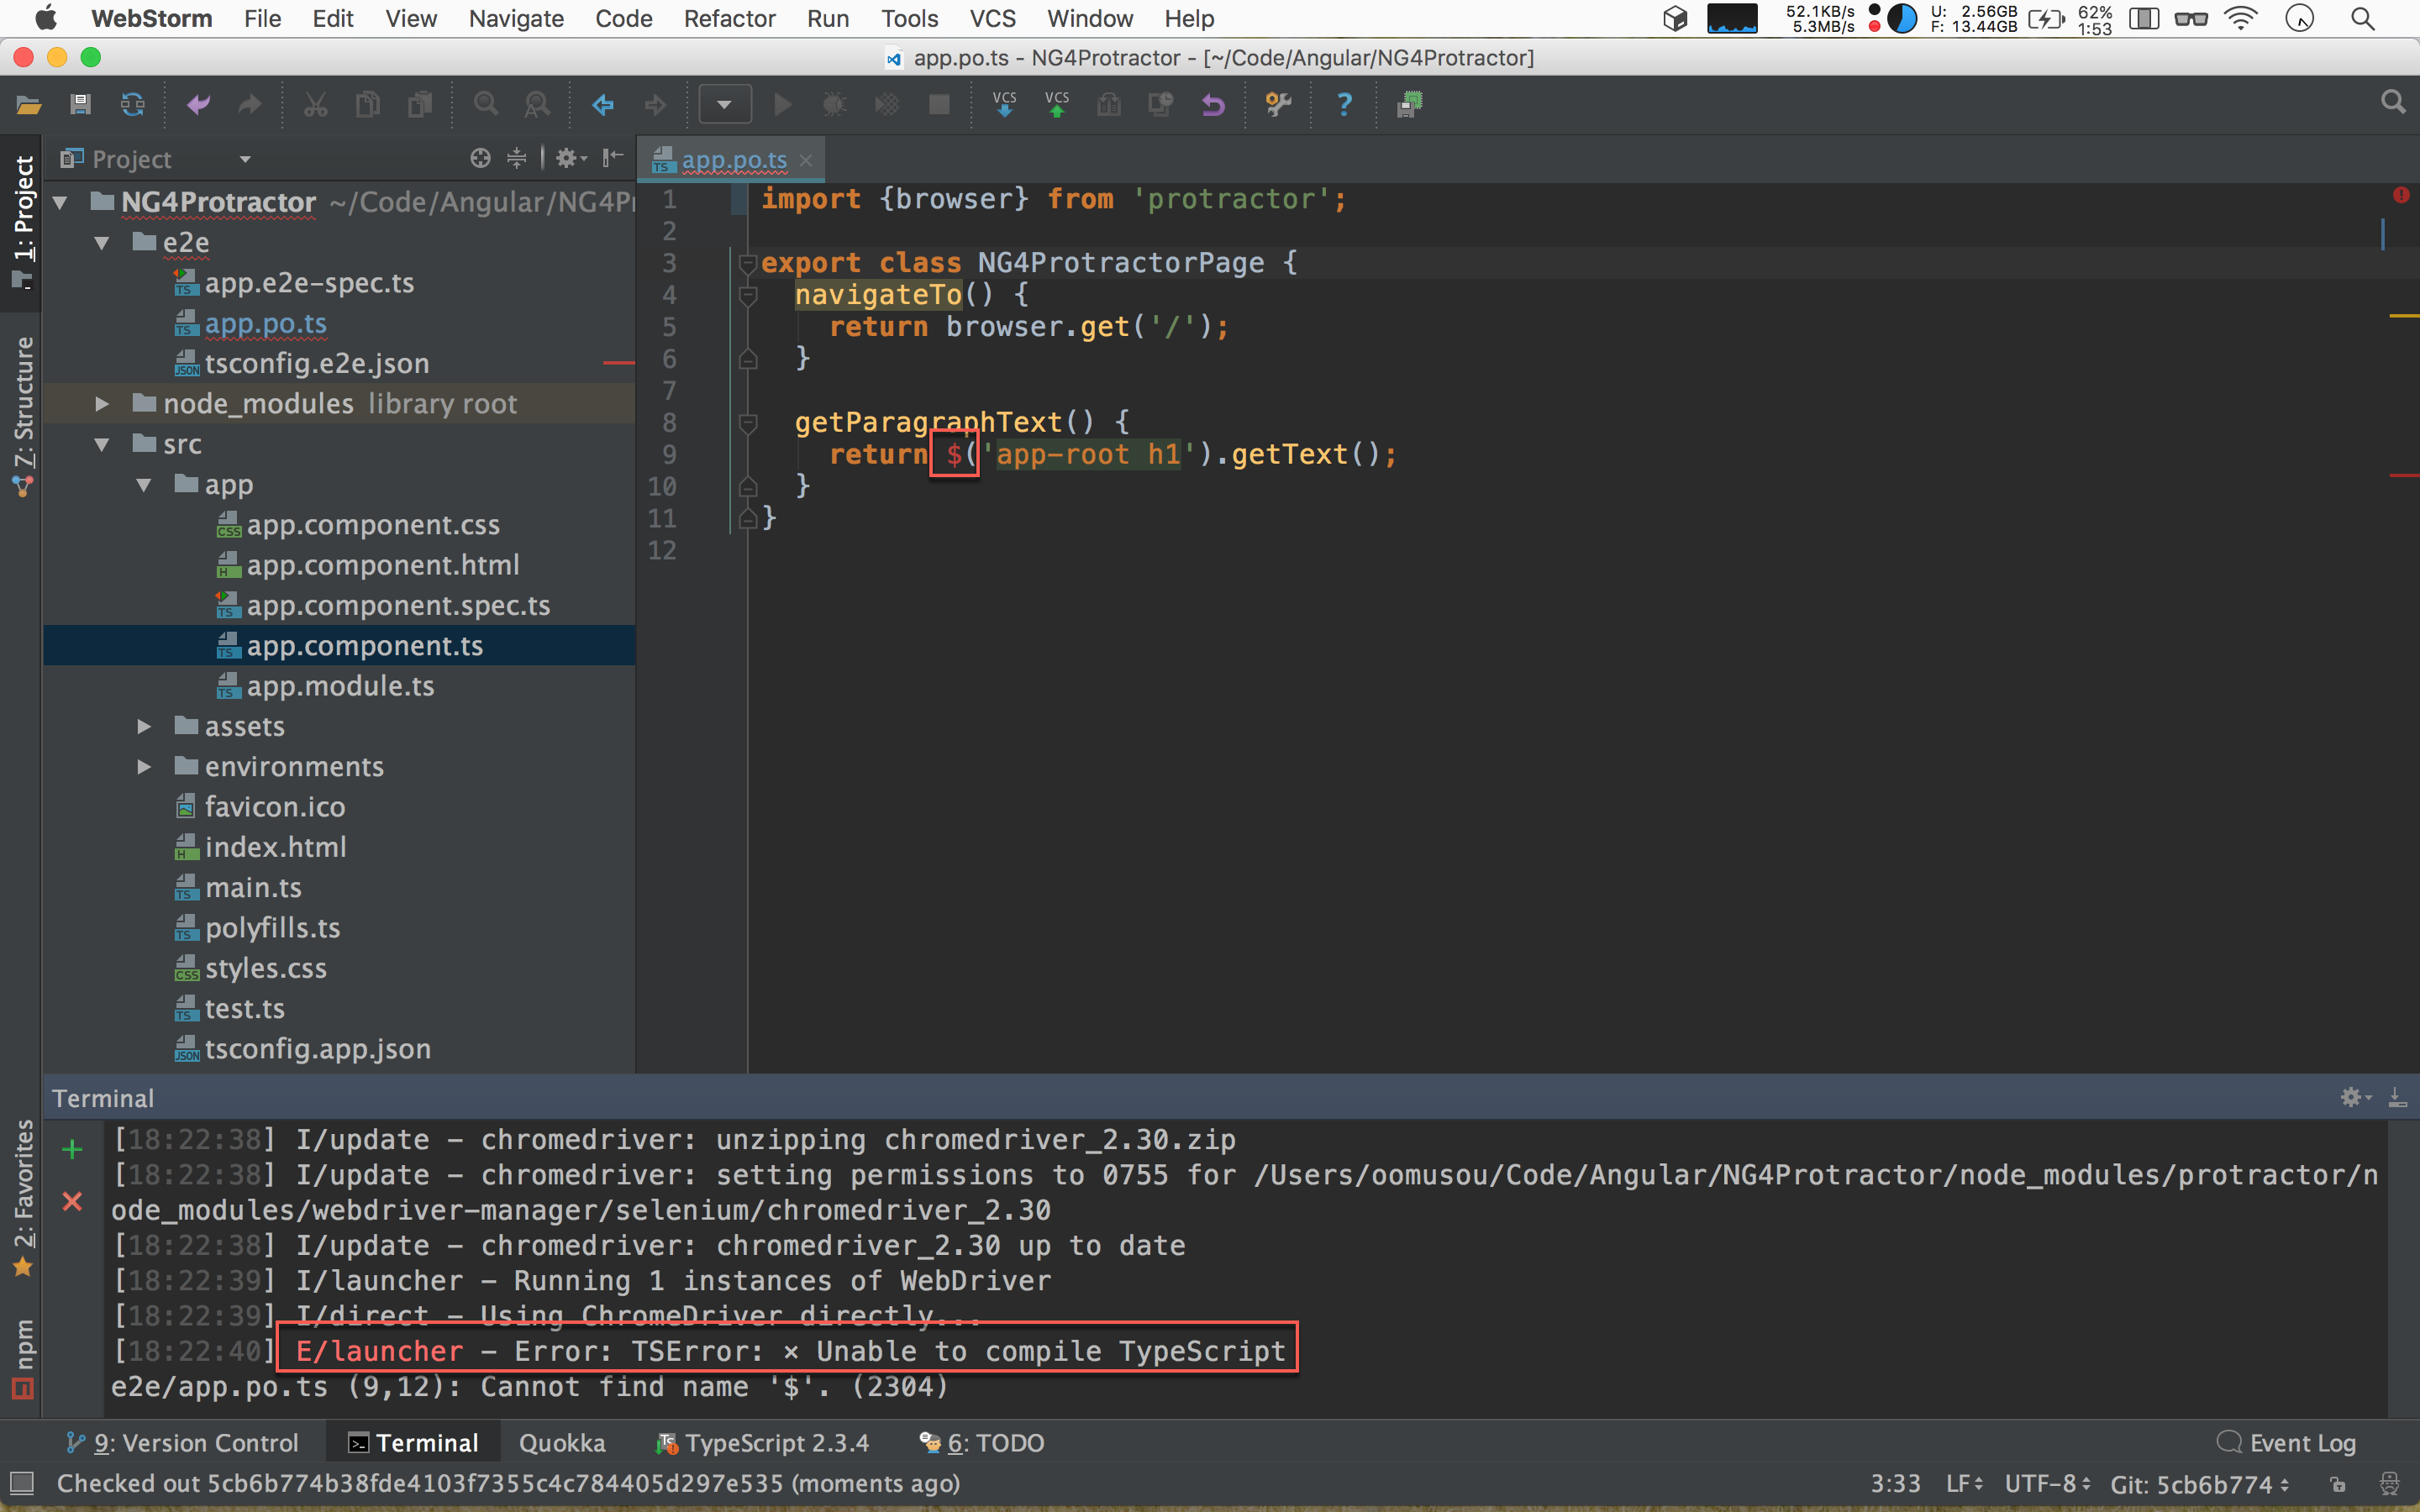 WebStorm File Edit View Navigate Code Refactor Run Tools VCS Window Help 52.1KB/s 5.3MB/s U: 2.56GB F: 13.44GB 62% 1:53
app.po.ts - NG4Protractor - [~/Code/Angular/NG4Protractor]
VCS VCS
1: Project
7: Structure
2: Favorites
npm
Project
NG4Protractor ~/Code/Angular/NG4Pr
e2e
app.e2e-spec.ts
app.po.ts
tsconfig.e2e.json
node_modules library root
src
app
app.component.css
app.component.html
app.component.spec.ts
app.component.ts
app.module.ts
assets
environments
favicon.ico
index.html
main.ts
polyfills.ts
styles.css
test.ts
tsconfig.app.json
app.po.ts
1 import {browser} from 'protractor';
2
3 export class NG4ProtractorPage {
4 navigateTo() {
5 return browser.get('/');
6 }
7
8 getParagraphText() {
9 return $('app-root h1').getText();
10 }
11 }
12
Terminal
[18:22:38] I/update - chromedriver: unzipping chromedriver_2.30.zip
[18:22:38] I/update - chromedriver: setting permissions to 0755 for /Users/oomusou/Code/Angular/NG4Protractor/node_modules/protractor/n
ode_modules/webdriver-manager/selenium/chromedriver_2.30
[18:22:38] I/update - chromedriver: chromedriver_2.30 up to date
[18:22:39] I/launcher - Running 1 instances of WebDriver
[18:22:39] I/direct - Using ChromeDriver directly...
[18:22:40] E/launcher - Error: TSError: × Unable to compile TypeScript
e2e/app.po.ts (9,12): Cannot find name '$'. (2304)
9: Version Control Terminal Quokka TypeScript 2.3.4 6: TODO Event Log
Checked out 5cb6b774b38fde4103f7355c4c784405d297e535 (moments ago) 3:33 LF UTF-8 Git: 5cb6b774